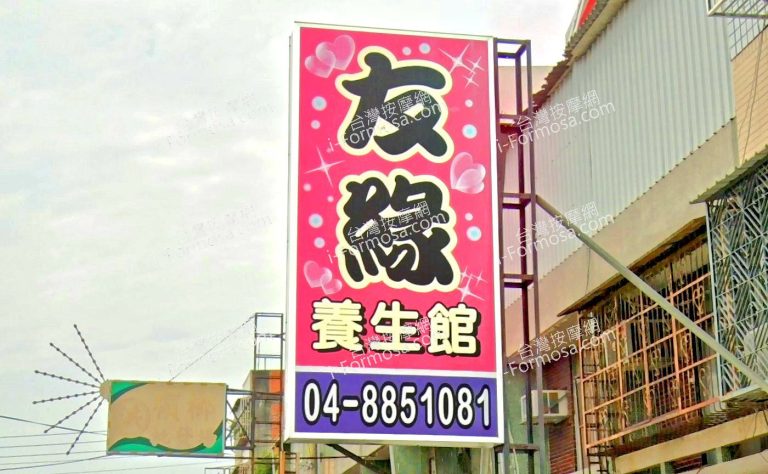 友
緣
養生館
04-8851081
台灣按摩網
i-Formosa.com